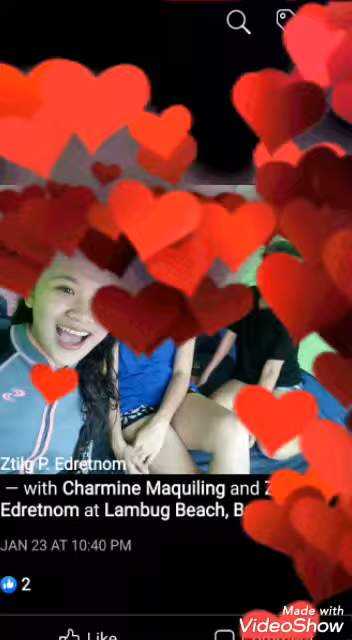 Ztilg P. Edretnom
— with Charmine Maquiling and Z
Edretnom at Lambug Beach, B
JAN 23 AT 10:40 PM
2
Like
Made with
VideoShow